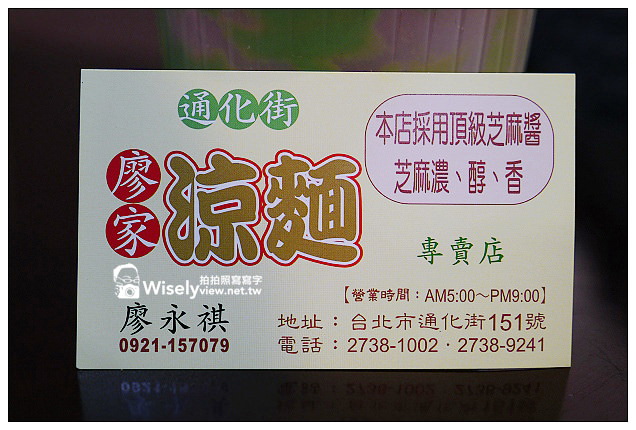 通化街
廖家
涼麵
本店採用頂級芝麻醬
芝麻濃、醇、香
專賣店
拍拍照寫寫字
Wiselyview.net.tw
【營業時間：AM5:00～PM9:00】
廖永祺
0921-157079
地址：台北市通化街151號
電話：2738-1002・2738-9241